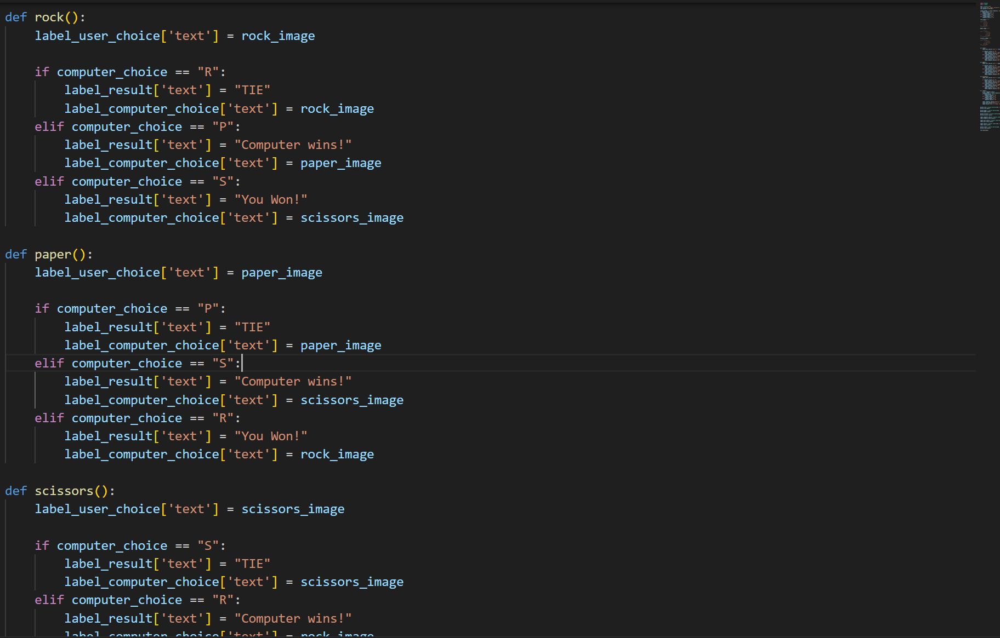 def rock():
    label_user_choice['text'] = rock_image

    if computer_choice == "R":
        label_result['text'] = "TIE"
        label_computer_choice['text'] = rock_image
    elif computer_choice == "P":
        label_result['text'] = "Computer wins!"
        label_computer_choice['text'] = paper_image
    elif computer_choice == "S":
        label_result['text'] = "You Won!"
        label_computer_choice['text'] = scissors_image

def paper():
    label_user_choice['text'] = paper_image

    if computer_choice == "P":
        label_result['text'] = "TIE"
        label_computer_choice['text'] = paper_image
    elif computer_choice == "S":
        label_result['text'] = "Computer wins!"
        label_computer_choice['text'] = scissors_image
    elif computer_choice == "R":
        label_result['text'] = "You Won!"
        label_computer_choice['text'] = rock_image

def scissors():
    label_user_choice['text'] = scissors_image

    if computer_choice == "S":
        label_result['text'] = "TIE"
        label_computer_choice['text'] = scissors_image
    elif computer_choice == "R":
        label_result['text'] = "Computer wins!"
        label_computer_choice['text'] = rock_image